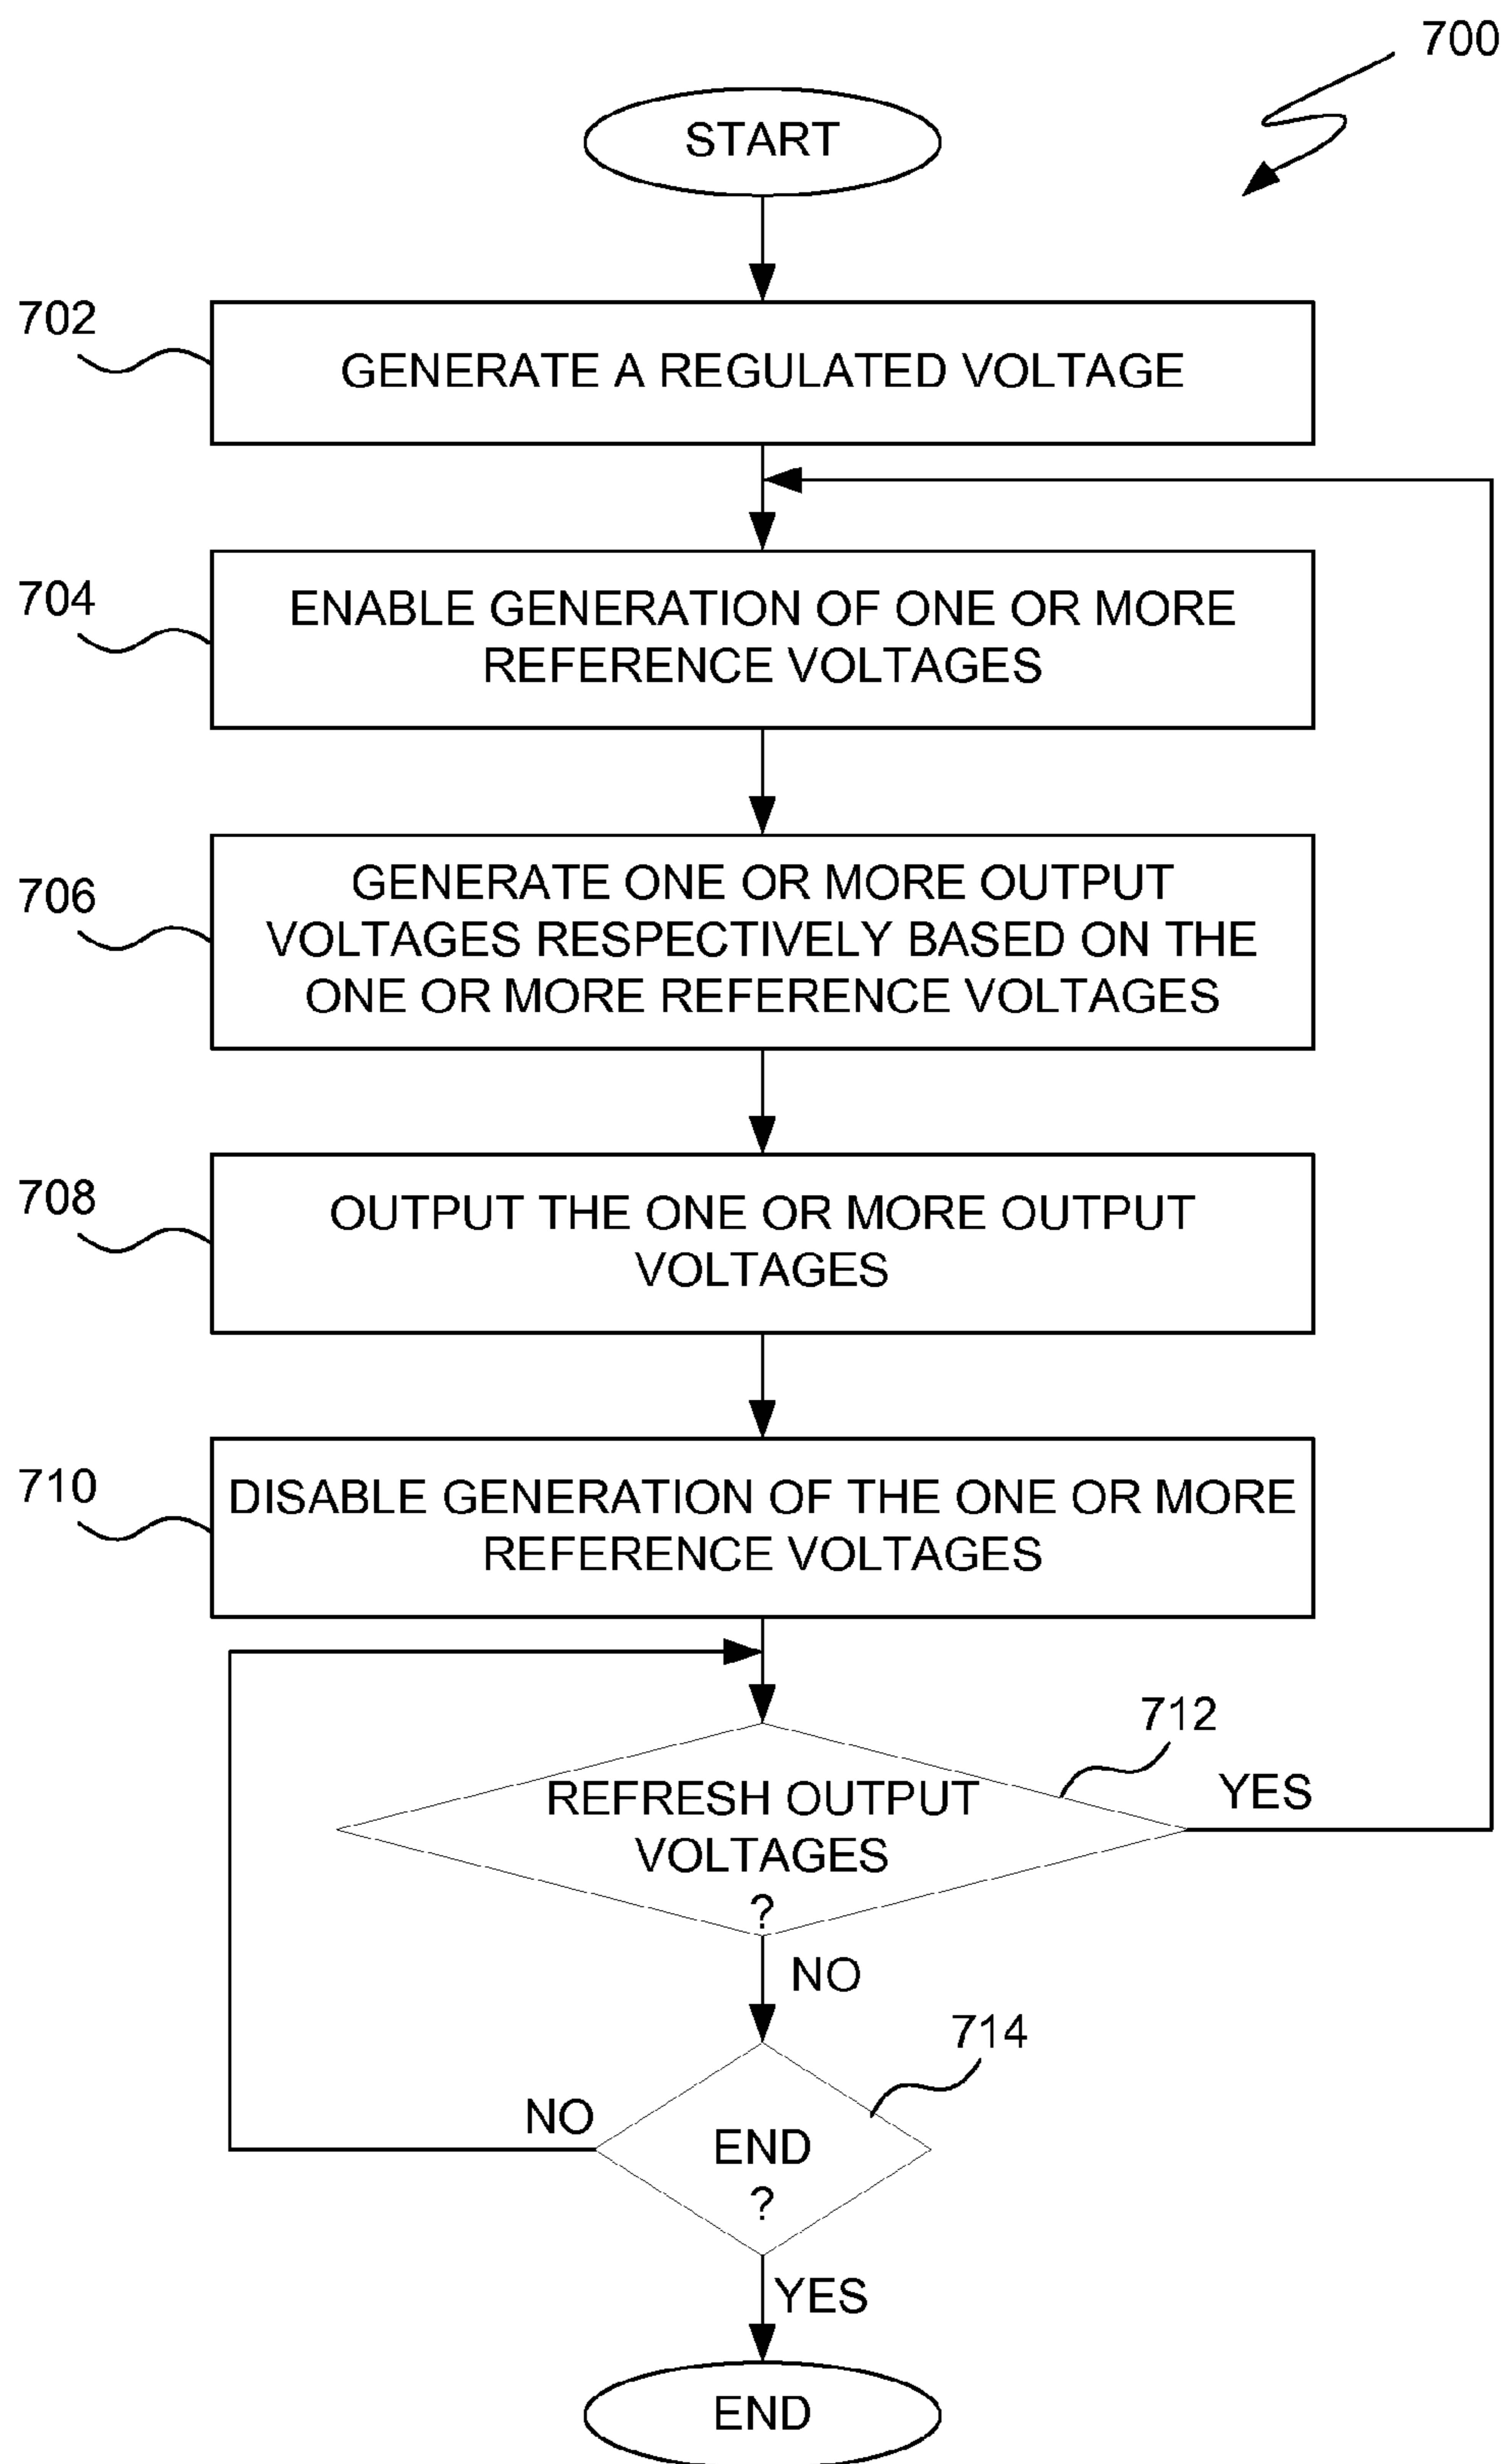 700
START
702
GENERATE A REGULATED VOLTAGE
704
ENABLE GENERATION OF ONE OR MORE
REFERENCE VOLTAGES
706
GENERATE ONE OR MORE OUTPUT
VOLTAGES RESPECTIVELY BASED ON THE
ONE OR MORE REFERENCE VOLTAGES
708
OUTPUT THE ONE OR MORE OUTPUT
VOLTAGES
710
DISABLE GENERATION OF THE ONE OR MORE
REFERENCE VOLTAGES
712
REFRESH OUTPUT
VOLTAGES
?
YES
NO
714
NO
END
?
YES
END